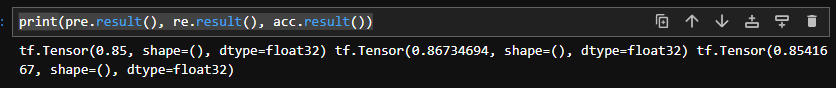 print(pre.result(), re.result(), acc.result())
tf.Tensor(0.85, shape=(), dtype=float32) tf.Tensor(0.86734694, shape=(), dtype=float32) tf.Tensor(0.85416
67, shape=(), dtype=float32)